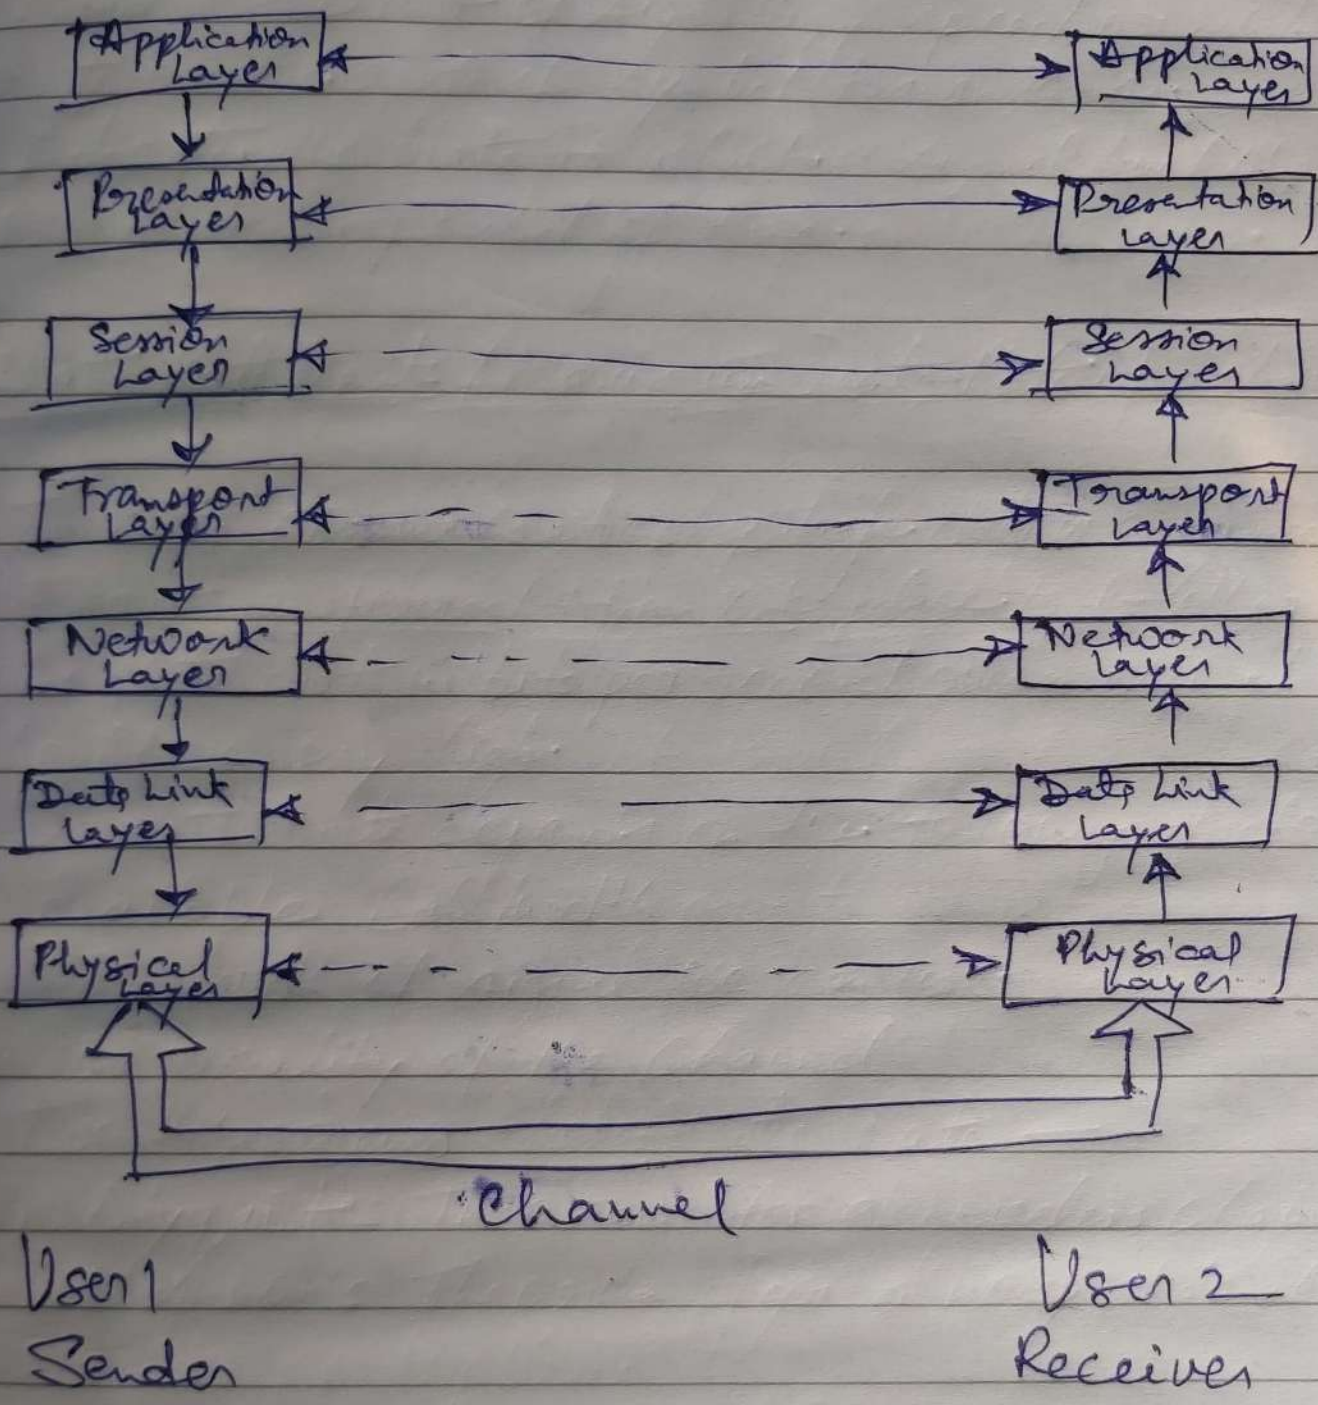 Application
Layer
Application
Layer
Presentation
Layer
Presentation
Layer
Session
Layer
Session
Layer
Transport
Layer
Transport
Layer
Network
Layer
Network
Layer
Data Link
Layer
Data Link
Layer
Physical
Layer
Physical
Layer
Channel
User 1
Sender
User 2
Receiver